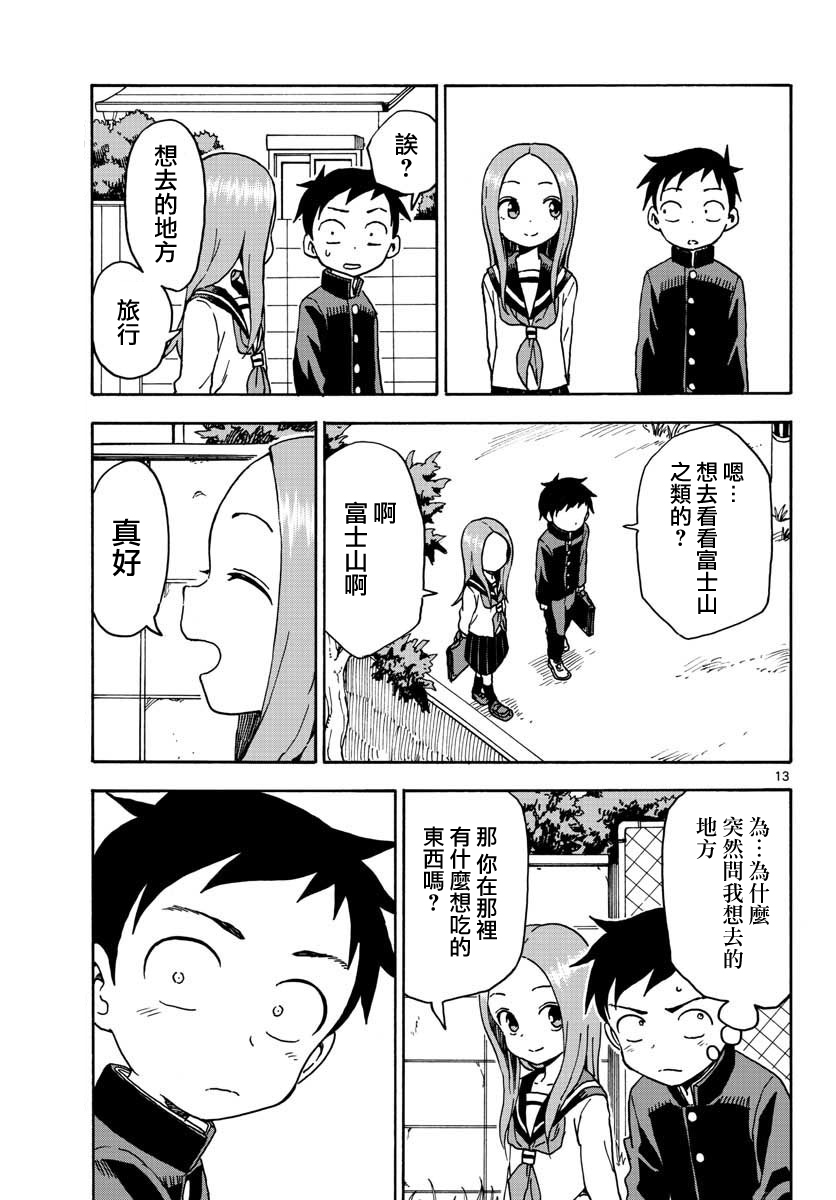 誒?
想去的地方
旅行
嗯…
想去看看富士山
之類的?
啊
富士山啊
真好
13
為…為什麼
突然問我想去的
地方
那 你在那裡
有什麼想吃的
東西嗎?